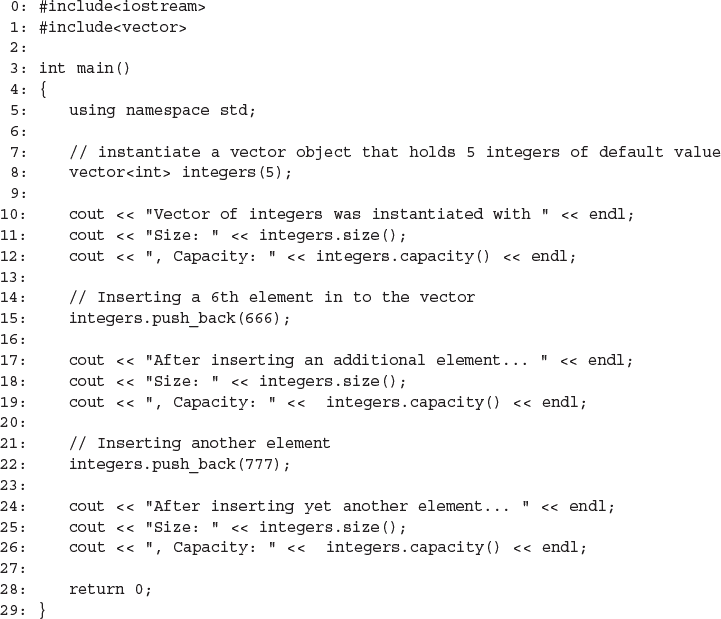 0: #include<iostream>
1: #include<vector>
2:
3: int main()
4: {
5:    using namespace std;
6:
7:    // instantiate a vector object that holds 5 integers of default value
8:    vector<int> integers(5);
9:
10:    cout << "Vector of integers was instantiated with " << endl;
11:    cout << "Size: " << integers.size();
12:    cout << ", Capacity: " << integers.capacity() << endl;
13:
14:    // Inserting a 6th element in to the vector
15:    integers.push_back(666);
16:
17:    cout << "After inserting an additional element... " << endl;
18:    cout << "Size: " << integers.size();
19:    cout << ", Capacity: " <<  integers.capacity() << endl;
20:
21:    // Inserting another element
22:    integers.push_back(777);
23:
24:    cout << "After inserting yet another element... " << endl;
25:    cout << "Size: " << integers.size();
26:    cout << ", Capacity: " <<  integers.capacity() << endl;
27:
28:    return 0;
29: }